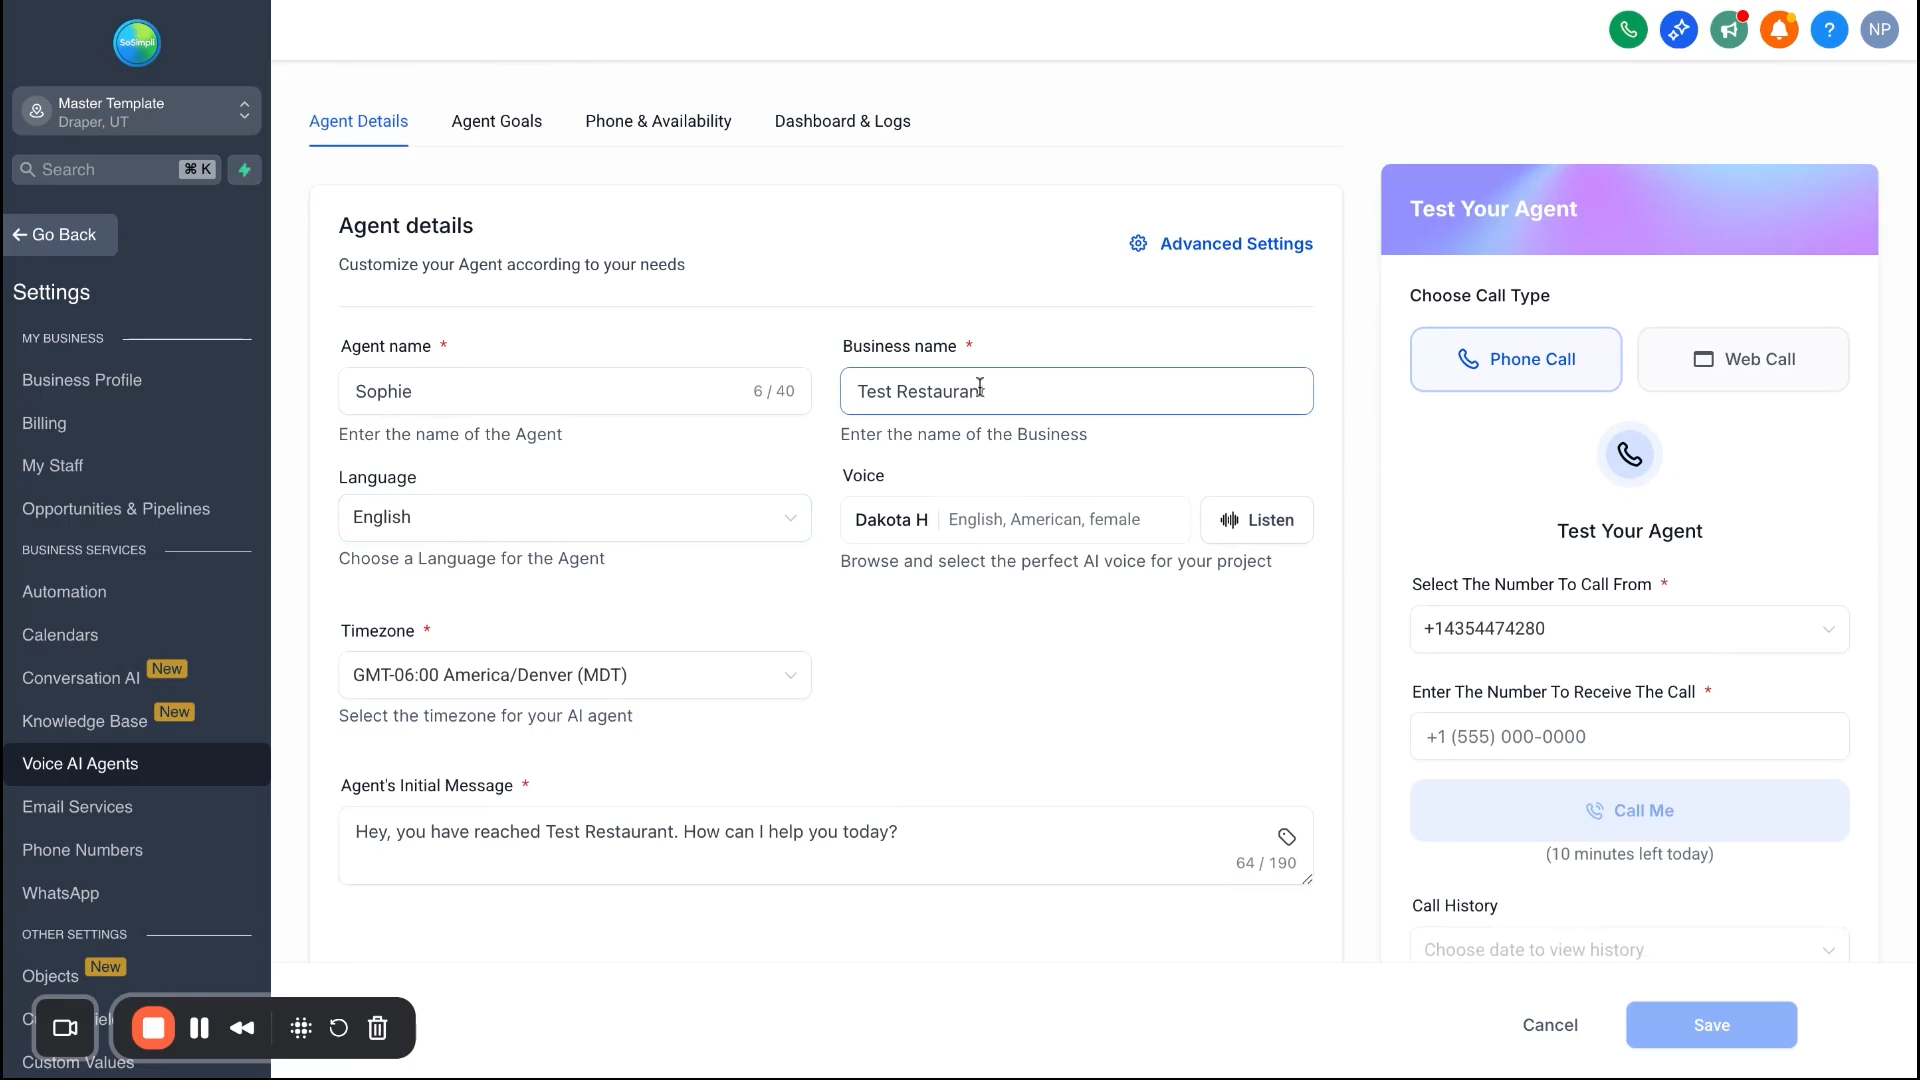 SoSimpli
Master Template
Draper, UT
Search ⌘ K
Go Back
Settings
MY BUSINESS
Business Profile
Billing
My Staff
Opportunities & Pipelines
BUSINESS SERVICES
Automation
Calendars
Conversation AI New
Knowledge Base New
Voice AI Agents
Email Services
Phone Numbers
WhatsApp
OTHER SETTINGS
Objects New
Custom Values
NP
Agent Details
Agent Goals
Phone & Availability
Dashboard & Logs
Agent details
Customize your Agent according to your needs
Advanced Settings
Agent name *
Sophie 6 / 40
Enter the name of the Agent
Business name *
Test Restaurant
Enter the name of the Business
Language
English
Choose a Language for the Agent
Voice
Dakota H English, American, female
Listen
Browse and select the perfect AI voice for your project
Timezone *
GMT-06:00 America/Denver (MDT)
Select the timezone for your AI agent
Agent's Initial Message *
Hey, you have reached Test Restaurant. How can I help you today?
64 / 190
Test Your Agent
Choose Call Type
Phone Call
Web Call
Test Your Agent
Select The Number To Call From *
+14354474280
Enter The Number To Receive The Call *
+1 (555) 000-0000
Call Me
(10 minutes left today)
Call History
Choose date to view history
Cancel
Save